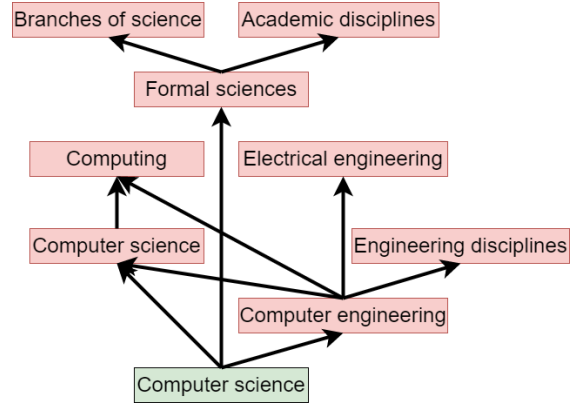 Branches of science
Academic disciplines
Formal sciences
Computing
Electrical engineering
Computer science
Engineering disciplines
Computer engineering
Computer science